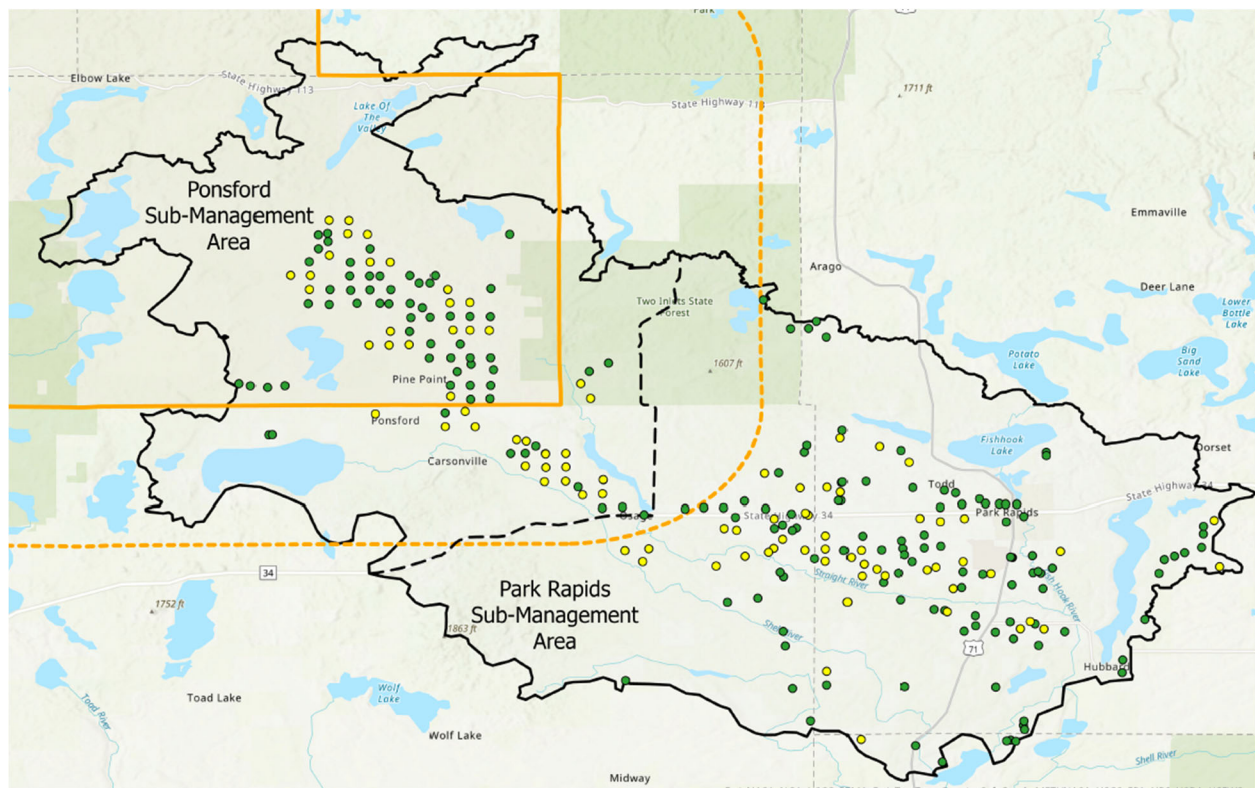 Park
Elbow Lake
State Highway 113
State Highway 113
1711 ft
Lake Of
The
Valley
Ponsford
Sub-Management
Area
Emmaville
Arago
Deer Lane
Two Inlets State
Forest
Lower
Bottle
Lake
Potato
Lake
Big
Sand
Lake
1607 ft
Pine Point
Ponsford
Fishhook
Lake
Dorset
Carsonville
Todd
State Highway 34
Park Rapids
State Highway 34
34
Straight River
Fish Hook River
1752 ft
Park Rapids
Sub-Management
Area
1863 ft
Shell River
71
Hubbard
Toad Lake
Wolf
Lake
Toad River
Wolf Lake
Midway
Shell River